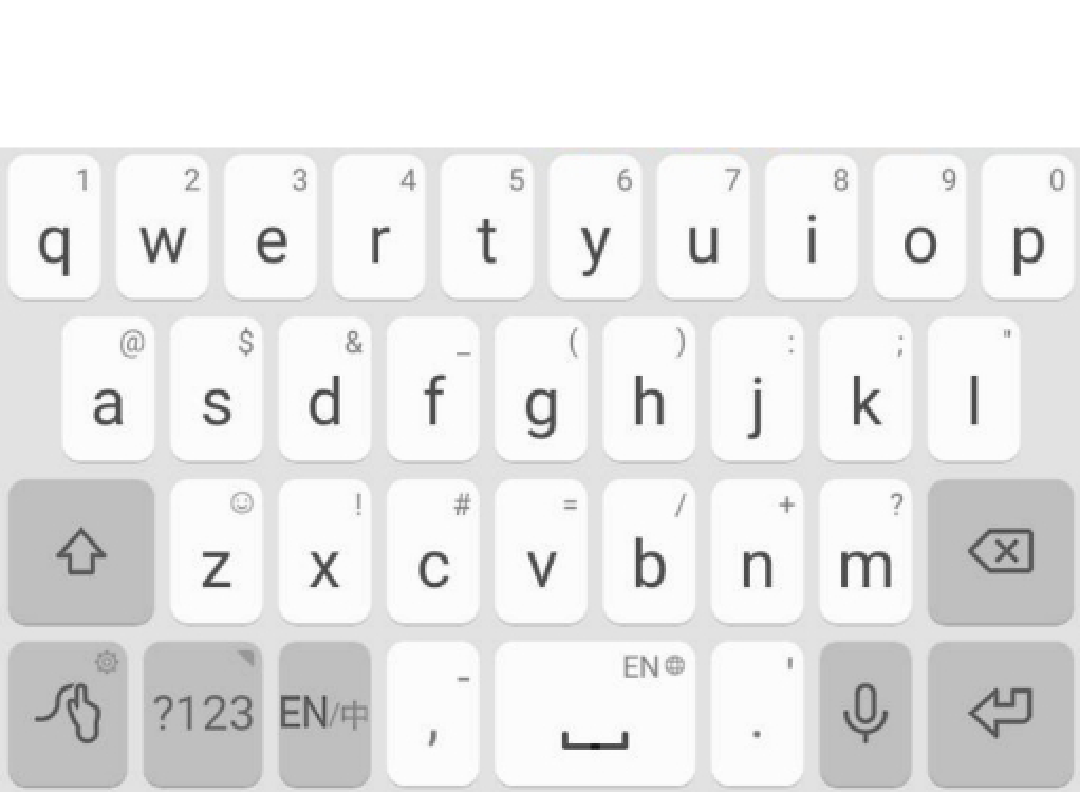 1 2 3 4 5 6 7 8 9 0
q w e r t y u i o p
@ $ & _ ( ) : ; "
a s d f g h j k l
! # = / + ?
z x c v b n m
- EN '
?123 EN/中 , .